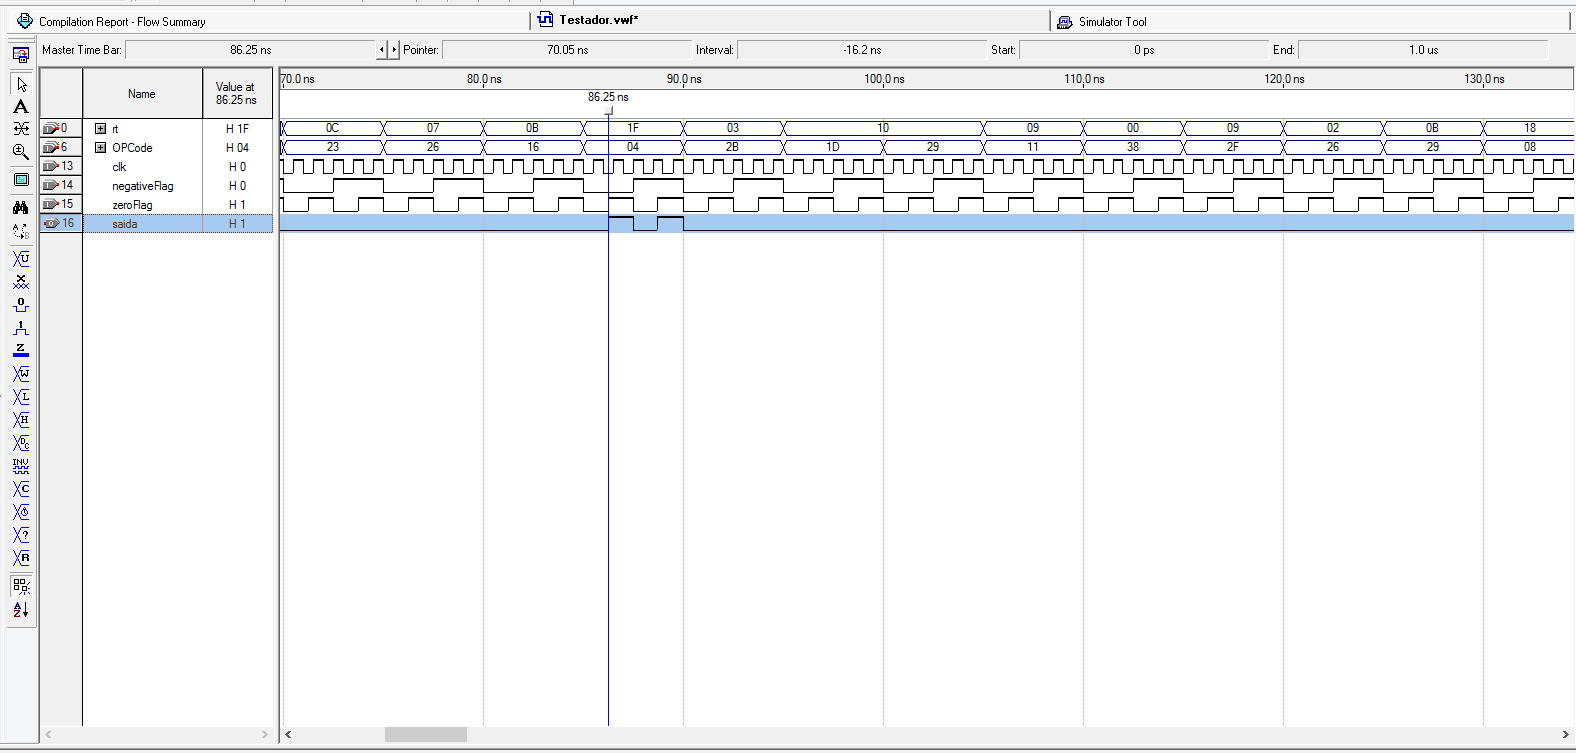 Compilation Report - Flow Summary
Testador.vwf*
Simulator Tool
Master Time Bar: 86.25 ns Pointer: 70.05 ns Interval: -16.2 ns Start: 0 ps End: 1.0 us
Name
Value at
86.25 ns
70.0 ns 80.0 ns 90.0 ns 100.0 ns 110.0 ns 120.0 ns 130.0 ns
86.25 ns
0 rt H 1F 0C 07 0B 1F 03 10 09 00 09 02 0B 18
6 OPCode H 04 23 26 16 04 2B 1D 29 11 38 2F 26 29 08
13 clk H 0
14 negativeFlag H 0
15 zeroFlag H 1
16 saida H 1